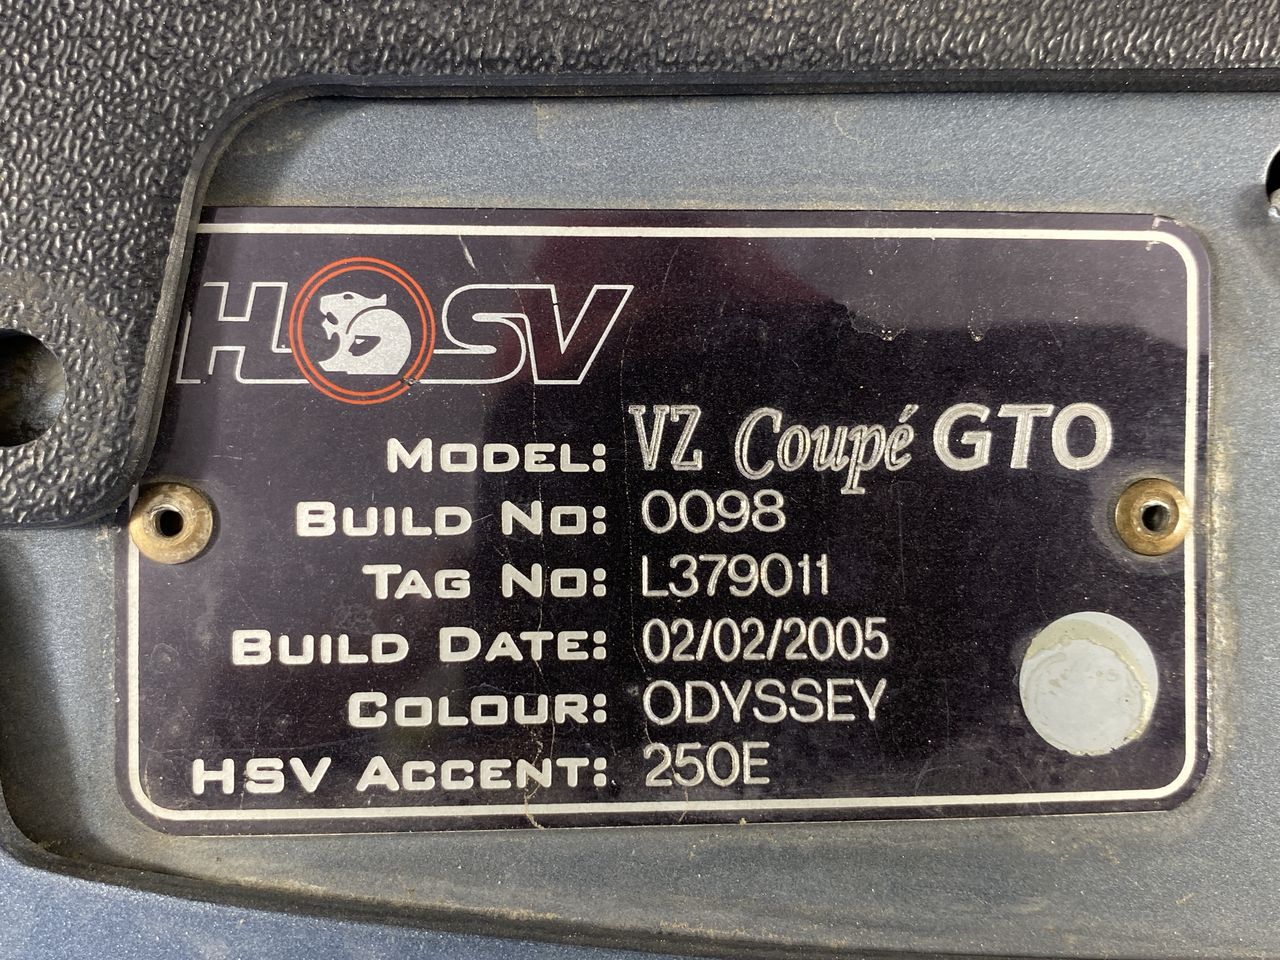 HSV
MODEL: VZ Coupé GTO
BUILD NO: 0098
TAG NO: L379011
BUILD DATE: 02/02/2005
COLOUR: ODYSSEY
HSV ACCENT: 250E